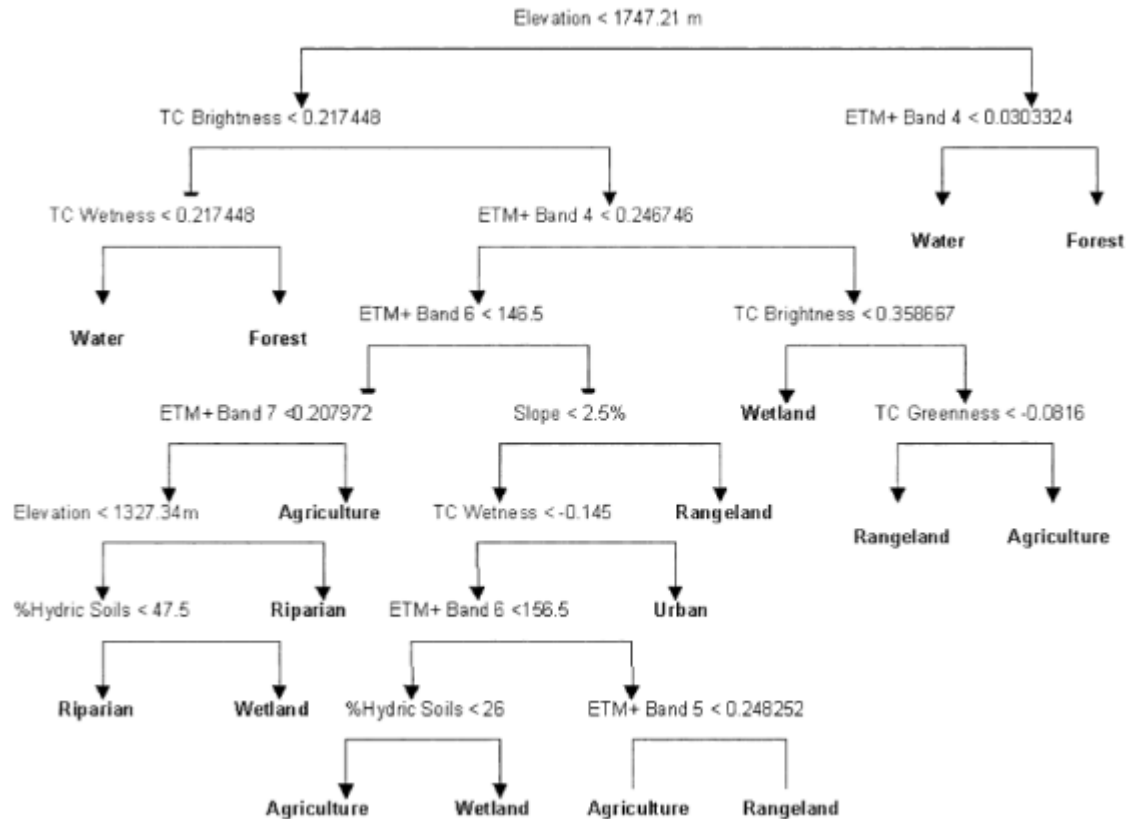 Elevation < 1747.21 m
TC Brightness < 0.217448
ETM+ Band 4 < 0.0303324
TC Wetness < 0.217448
ETM+ Band 4 < 0.246746
Water
Forest
ETM+ Band 6 < 146.5
TC Brightness < 0.358667
Water
Forest
ETM+ Band 7 <0.207972
Slope < 2.5%
Wetland
TC Greenness < -0.0816
Elevation < 1327.34m
Agriculture
TC Wetness < -0.145
Rangeland
Rangeland
Agriculture
%Hydric Soils < 47.5
Riparian
ETM+ Band 6 <156.5
Urban
Riparian
Wetland
%Hydric Soils < 26
ETM+ Band 5 < 0.248252
Agriculture
Wetland
Agriculture
Rangeland